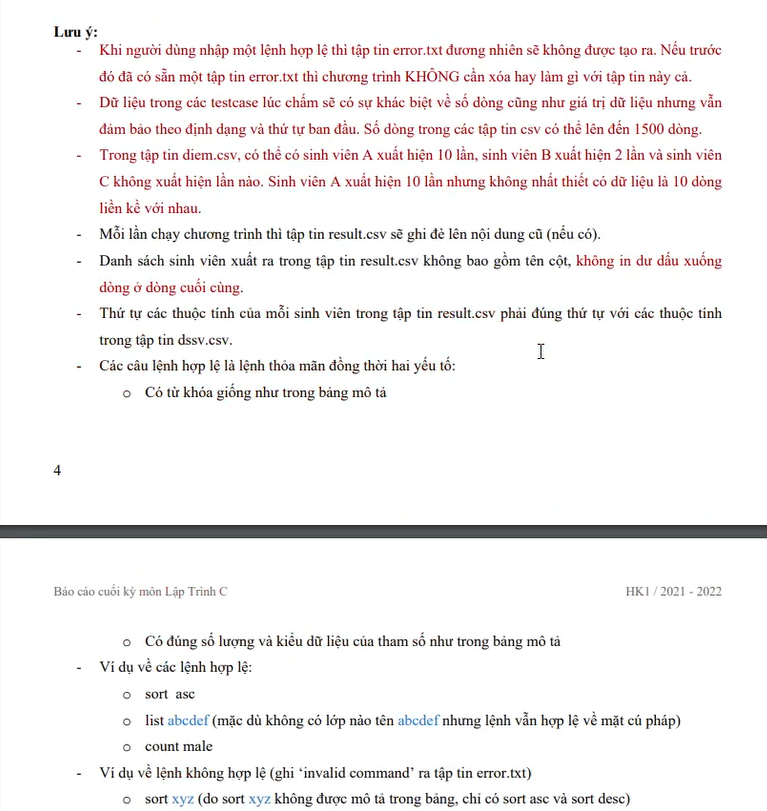 Lưu ý:
- Khi người dùng nhập một lệnh hợp lệ thì tập tin error.txt đương nhiên sẽ không được tạo ra. Nếu trước
đó đã có sẵn một tập tin error.txt thì chương trình KHÔNG cần xóa hay làm gì với tập tin này cả.
- Dữ liệu trong các testcase lúc chấm sẽ có sự khác biệt về số dòng cũng như giá trị dữ liệu nhưng vẫn
đảm bảo theo định dạng và thứ tự ban đầu. Số dòng trong các tập tin csv có thể lên đến 1500 dòng.
- Trong tập tin diem.csv, có thể có sinh viên A xuất hiện 10 lần, sinh viên B xuất hiện 2 lần và sinh viên
C không xuất hiện lần nào. Sinh viên A xuất hiện 10 lần nhưng không nhất thiết có dữ liệu là 10 dòng
liền kề với nhau.
- Mỗi lần chạy chương trình thì tập tin result.csv sẽ ghi đè lên nội dung cũ (nếu có).
- Danh sách sinh viên xuất ra trong tập tin result.csv không bao gồm tên cột, không in dư dấu xuống
dòng ở dòng cuối cùng.
- Thứ tự các thuộc tính của mỗi sinh viên trong tập tin result.csv phải đúng thứ tự với các thuộc tính
trong tập tin dssv.csv.
- Các câu lệnh hợp lệ là lệnh thỏa mãn đồng thời hai yếu tố:
o Có từ khóa giống như trong bảng mô tả
4
Báo cáo cuối kỳ môn Lập Trình C HK1 / 2021 - 2022
o Có đúng số lượng và kiểu dữ liệu của tham số như trong bảng mô tả
- Ví dụ về các lệnh hợp lệ:
o sort asc
o list abcdef (mặc dù không có lớp nào tên abcdef nhưng lệnh vẫn hợp lệ về mặt cú pháp)
o count male
- Ví dụ về lệnh không hợp lệ (ghi ‘invalid command’ ra tập tin error.txt)
o sort xyz (do sort xyz không được mô tả trong bảng, chỉ có sort asc và sort desc)